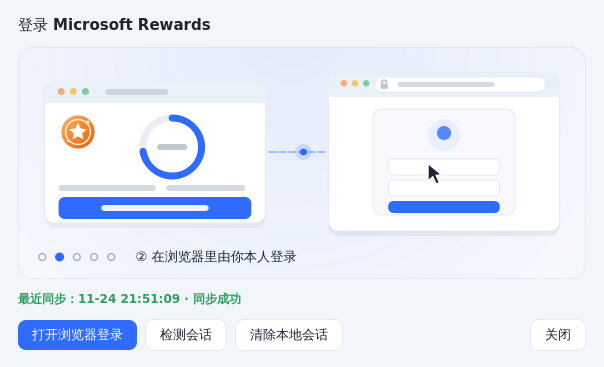 登录 Microsoft Rewards
② 在浏览器里由你本人登录
最近同步：11-24 21:51:09 · 同步成功
打开浏览器登录 检测会话 清除本地会话 关闭